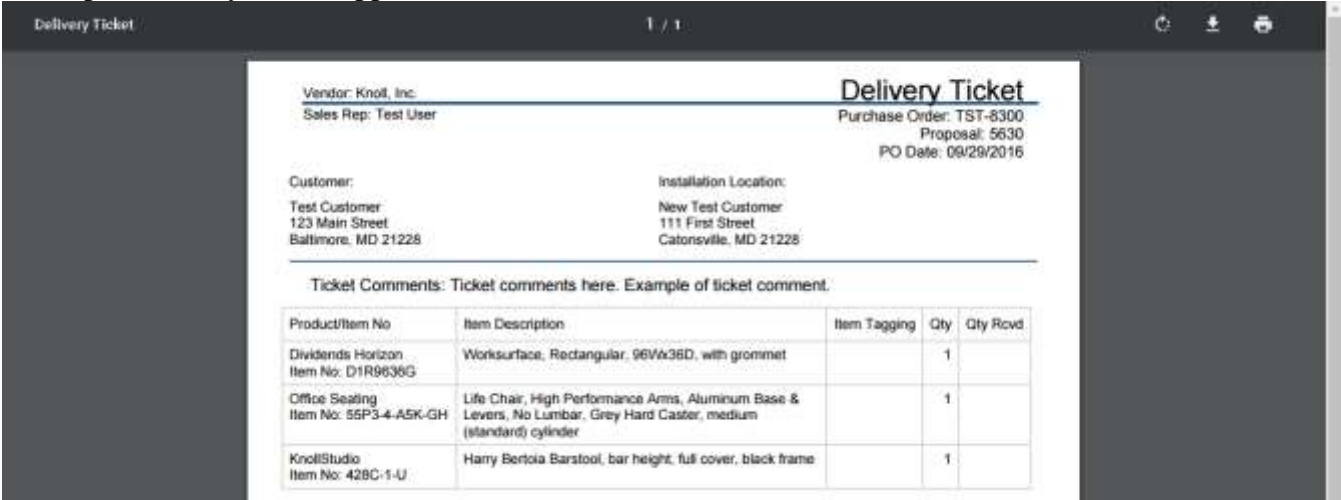 Delivery Ticket
1 / 1
Vendor: Knoll, Inc.
Delivery Ticket
Sales Rep: Test User
Purchase Order: TST-8300
Proposal: 5630
PO Date: 09/29/2016
Customer:
Installation Location:
Test Customer
New Test Customer
123 Main Street
111 First Street
Baltimore, MD 21228
Catonsville, MD 21228
Ticket Comments: Ticket comments here. Example of ticket comment.
Product/Item No Item Description Item Tagging Qty Qty Rcvd
Dividends Horizon Worksurface, Rectangular, 96Wx36D, with grommet 1
Item No: D1R9636G
Office Seating Life Chair, High Performance Arms, Aluminum Base & 1
Item No: 55P3-4-A5K-GH Levers, No Lumbar, Grey Hard Caster, medium
(standard) cylinder
KnollStudio Harry Bertoia Barstool, bar height, full cover, black frame 1
Item No: 428C-1-U